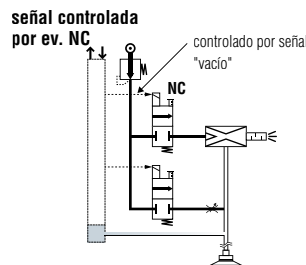 señal controlada
por ev. NC
controlado por señal
"vacío"
NC